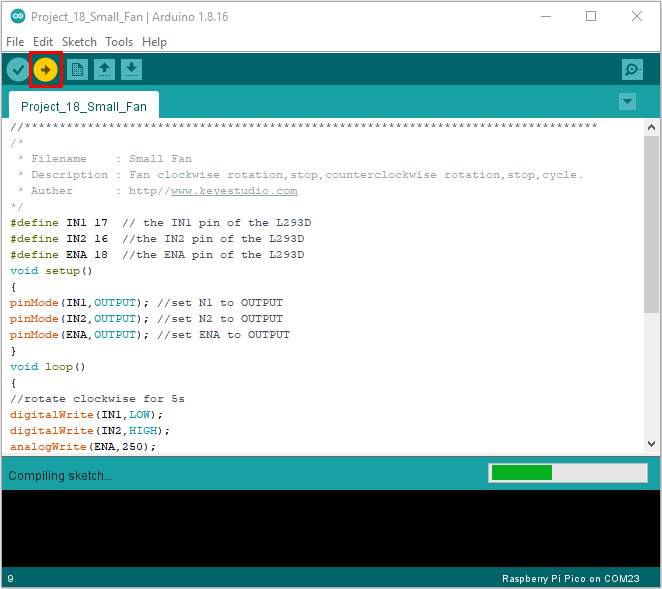 Project_18_Small_Fan | Arduino 1.8.16
File Edit Sketch Tools Help
Project_18_Small_Fan
//**********************************************************************************
/*
 * Filename    : Small Fan
 * Description : Fan clockwise rotation,stop,counterclockwise rotation,stop,cycle.
 * Auther      : http//www.keyestudio.com
*/
#define IN1 17  // the IN1 pin of the L293D
#define IN2 16  //the IN2 pin of the L293D
#define ENA 18  //the ENA pin of the L293D
void setup()
{
pinMode(IN1,OUTPUT); //set N1 to OUTPUT
pinMode(IN2,OUTPUT); //set N2 to OUTPUT
pinMode(ENA,OUTPUT); //set ENA to OUTPUT
}
void loop()
{
//rotate clockwise for 5s
digitalWrite(IN1,LOW);
digitalWrite(IN2,HIGH);
analogWrite(ENA,250);
Compiling sketch...
9 Raspberry Pi Pico on COM23